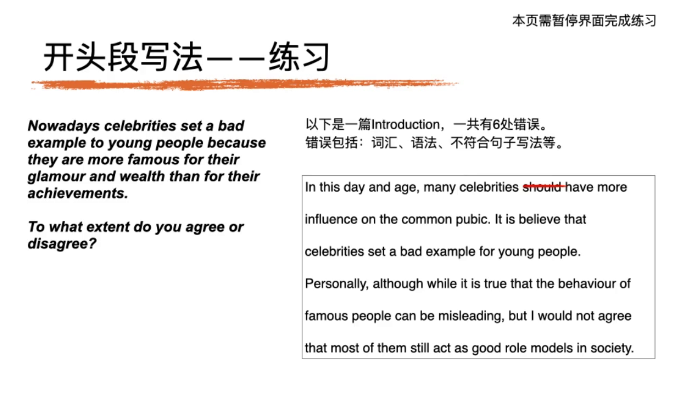 本页需暂停界面完成练习
开头段写法——练习
Nowadays celebrities set a bad
example to young people because
they are more famous for their
glamour and wealth than for their
achievements.
To what extent do you agree or
disagree?
以下是一篇Introduction，一共有6处错误。
错误包括：词汇、语法、不符合句子写法等。
In this day and age, many celebrities should have more
influence on the common pubic. It is believe that
celebrities set a bad example for young people.
Personally, although while it is true that the behaviour of
famous people can be misleading, but I would not agree
that most of them still act as good role models in society.